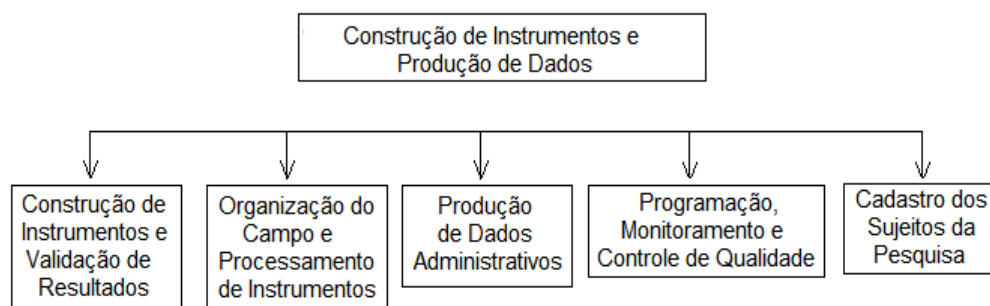 Construção de Instrumentos e
Produção de Dados
Construção de
Instrumentos e
Validação de
Resultados
Organização do
Campo e
Processamento
de Instrumentos
Produção
de Dados
Administrativos
Programação,
Monitoramento e
Controle de Qualidade
Cadastro dos
Sujeitos da
Pesquisa